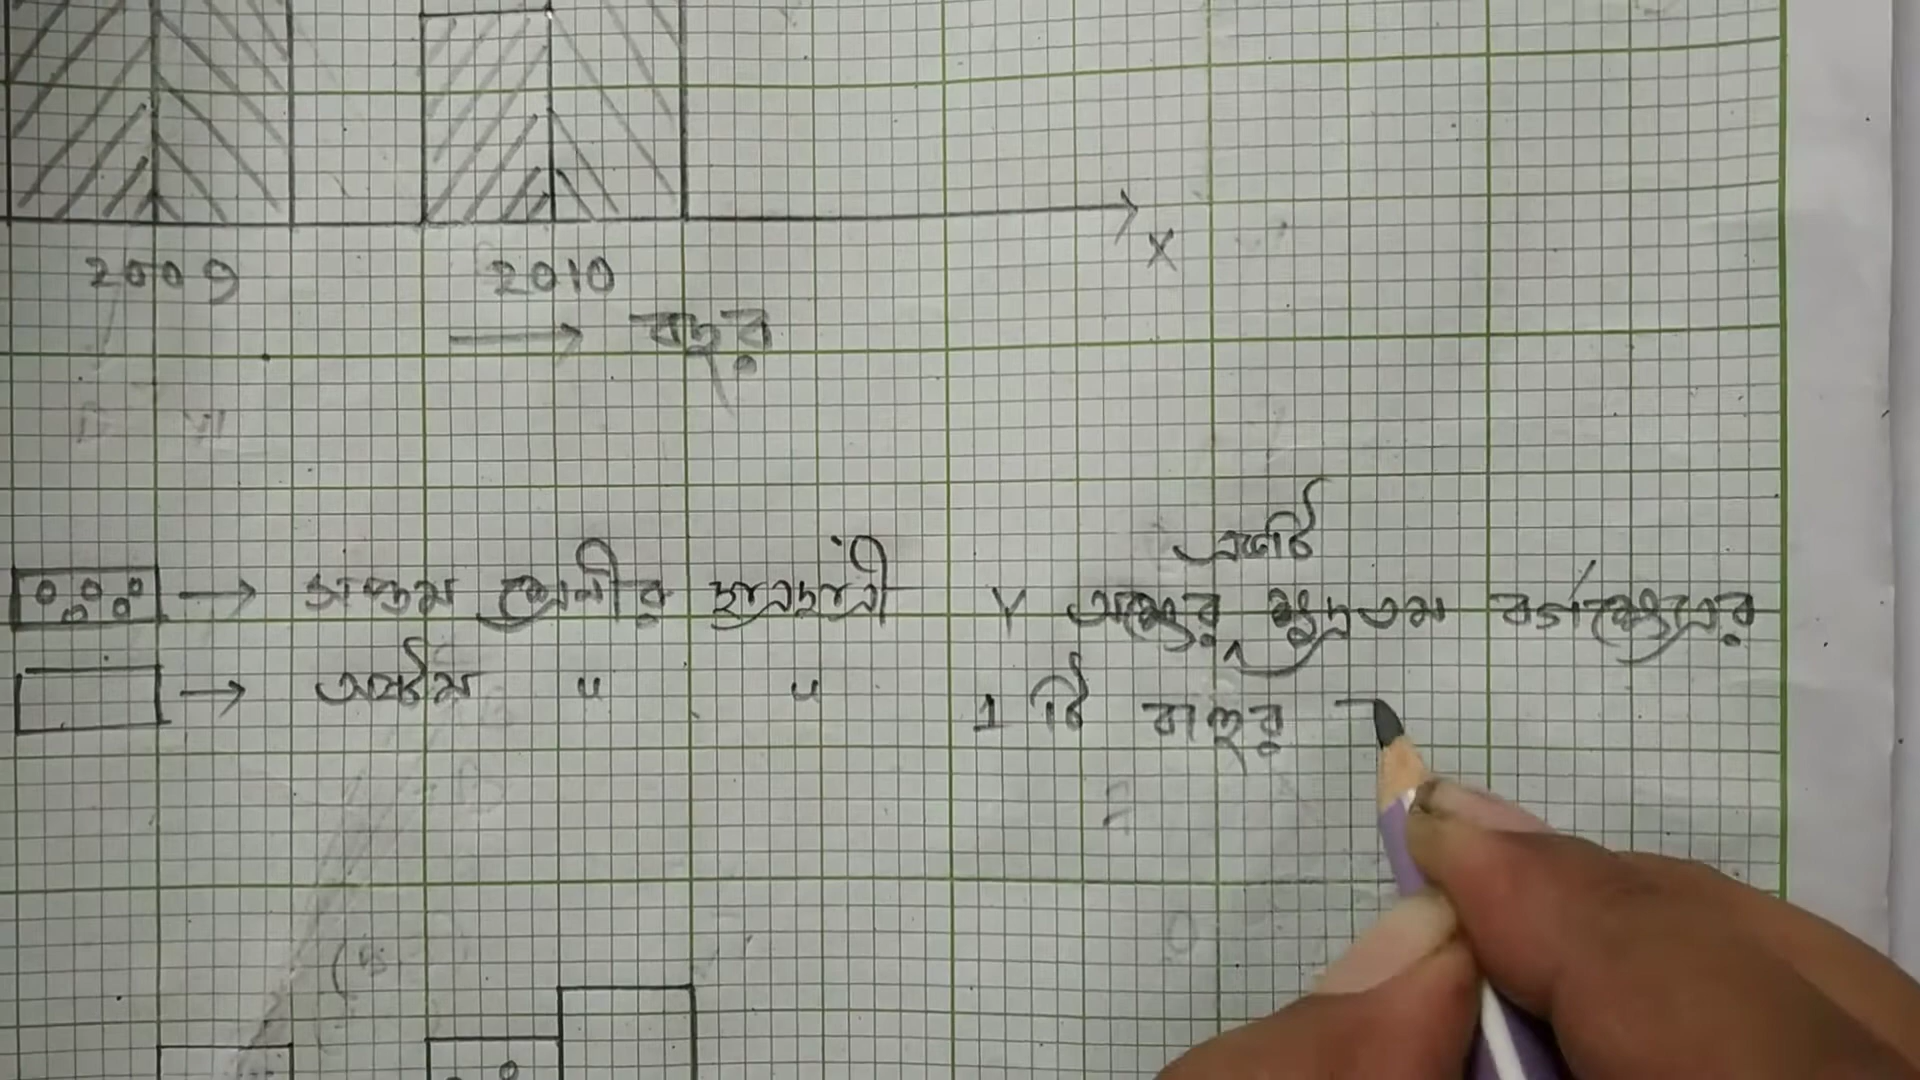 2009 2010 X
বছর
একটি
সপ্তম শ্রেণীর ছাত্রছাত্রী Y অক্ষের ক্ষুদ্রতম বর্গক্ষেত্রের
অষ্টম " " 1 টি বাহুর